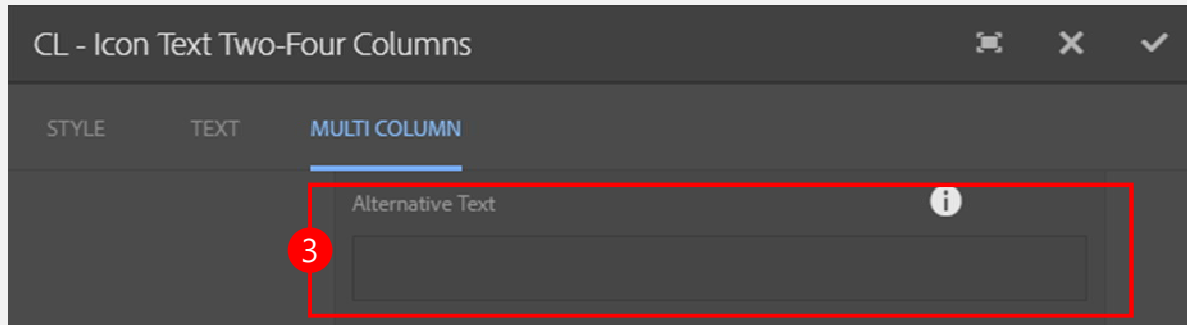 CL - Icon Text Two-Four Columns
STYLE TEXT MULTI COLUMN
Alternative Text
3